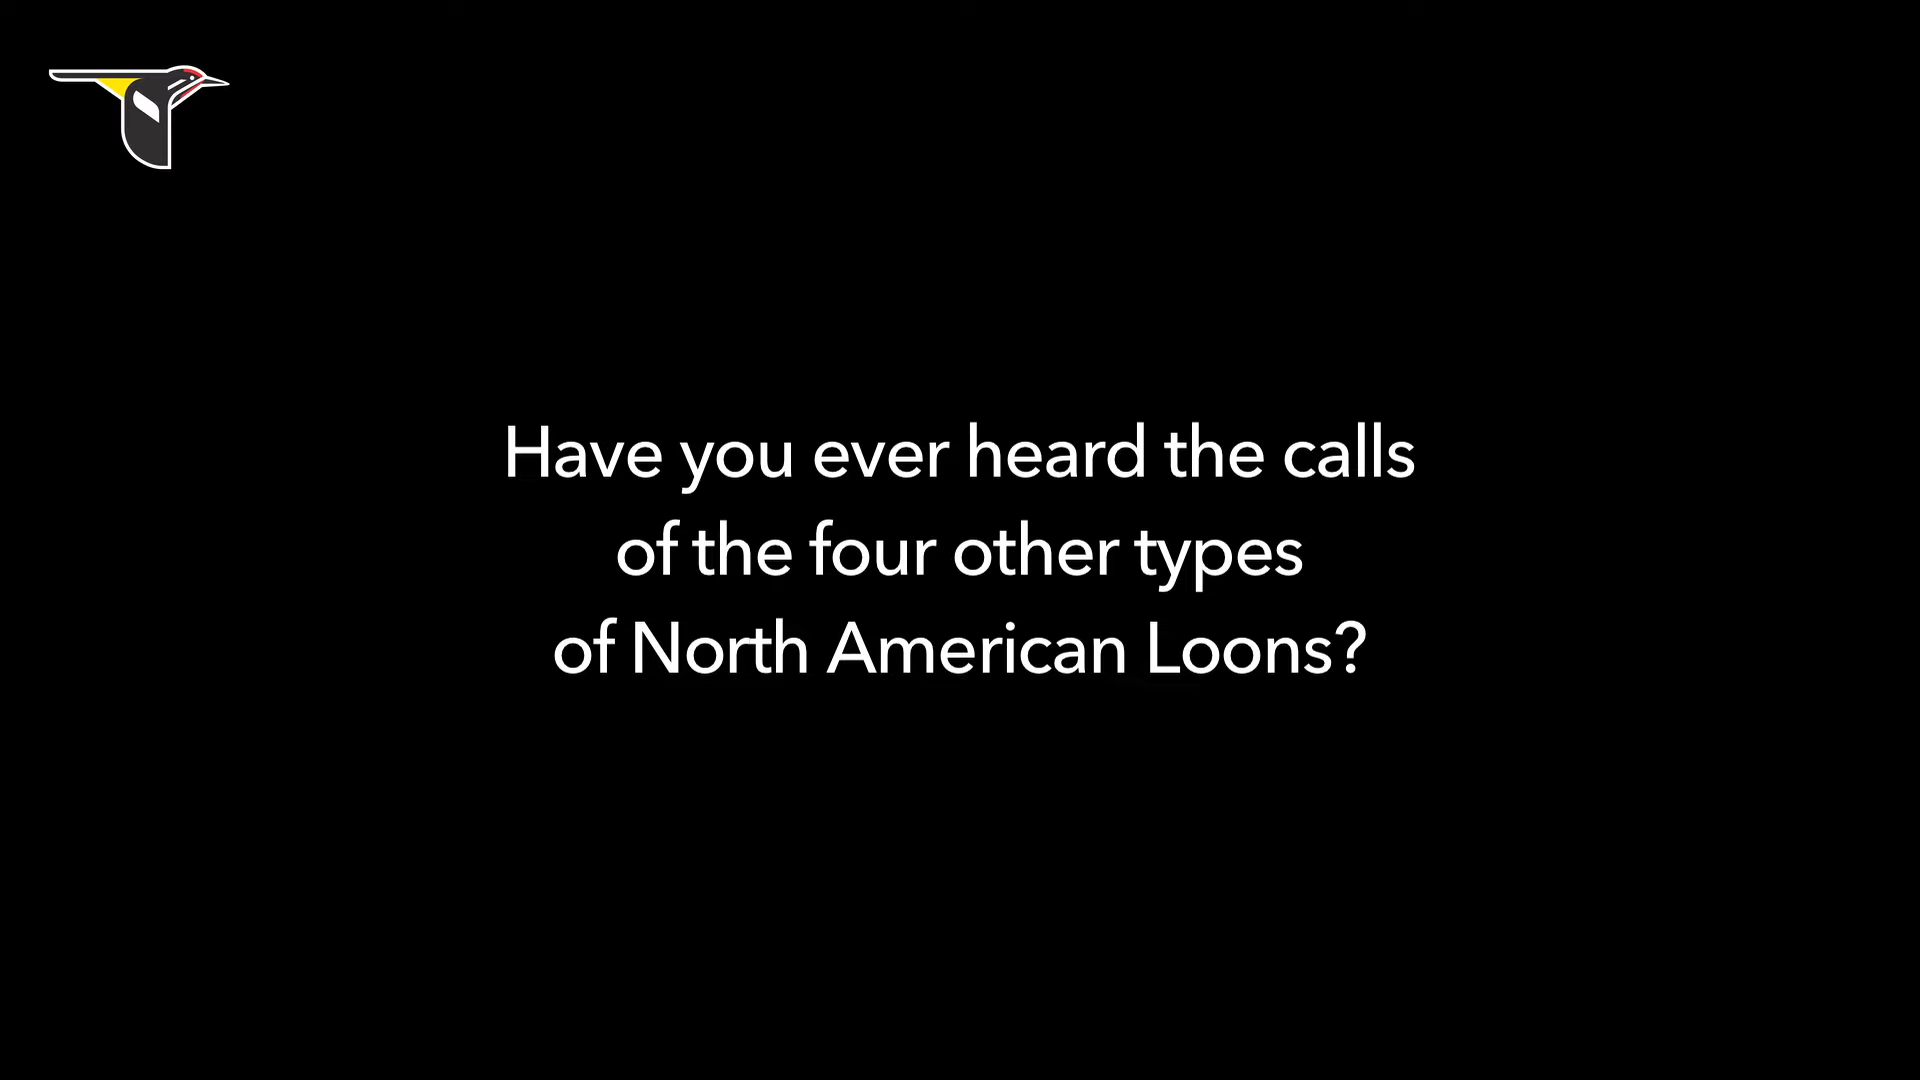 Have you ever heard the calls
of the four other types
of North American Loons?